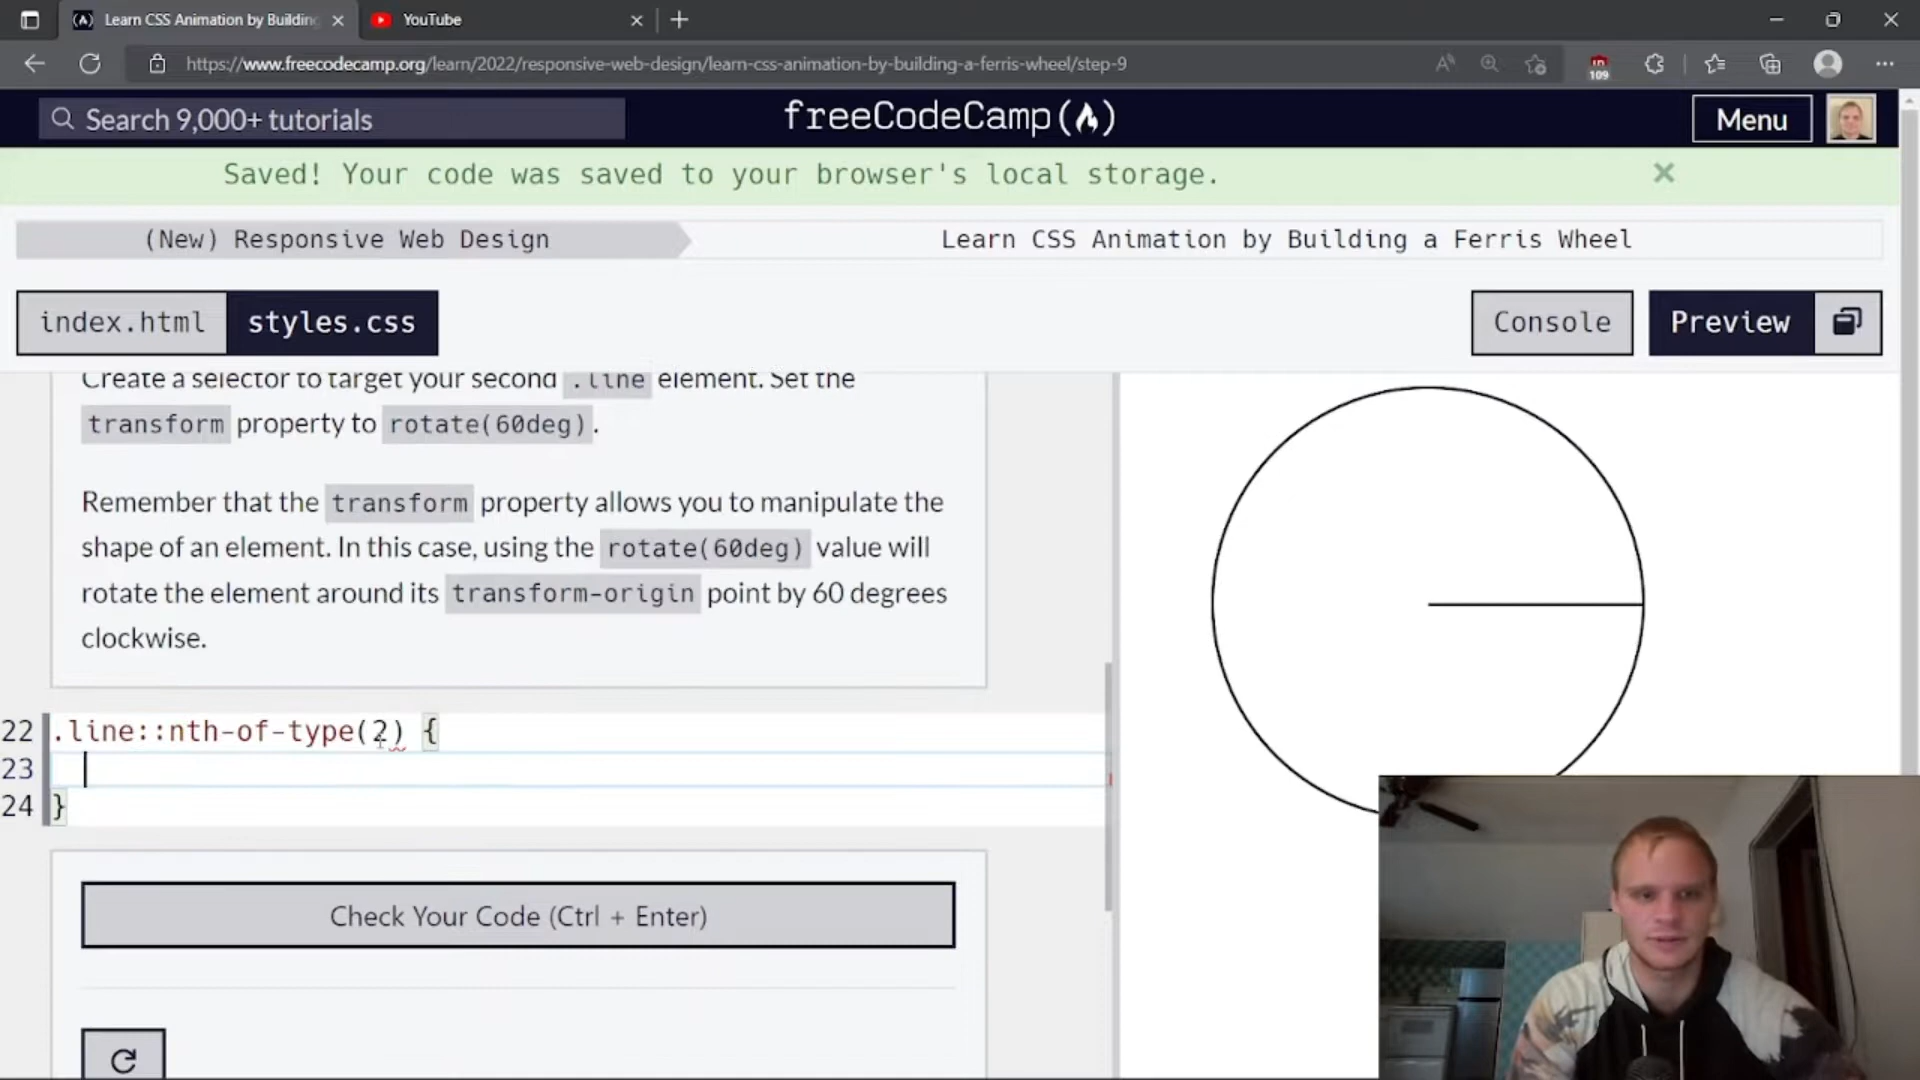 Learn CSS Animation by Building
YouTube
https://www.freecodecamp.org/learn/2022/responsive-web-design/learn-css-animation-by-building-a-ferris-wheel/step-9
109
Search 9,000+ tutorials
freeCodeCamp
Menu
Saved! Your code was saved to your browser's local storage.
(New) Responsive Web Design
Learn CSS Animation by Building a Ferris Wheel
index.html
styles.css
Console
Preview
Create a selector to target your second .line element. Set the
transform property to rotate(60deg).
Remember that the transform property allows you to manipulate the
shape of an element. In this case, using the rotate(60deg) value will
rotate the element around its transform-origin point by 60 degrees
clockwise.
22 .line::nth-of-type(2) {
23
24 }
Check Your Code (Ctrl + Enter)